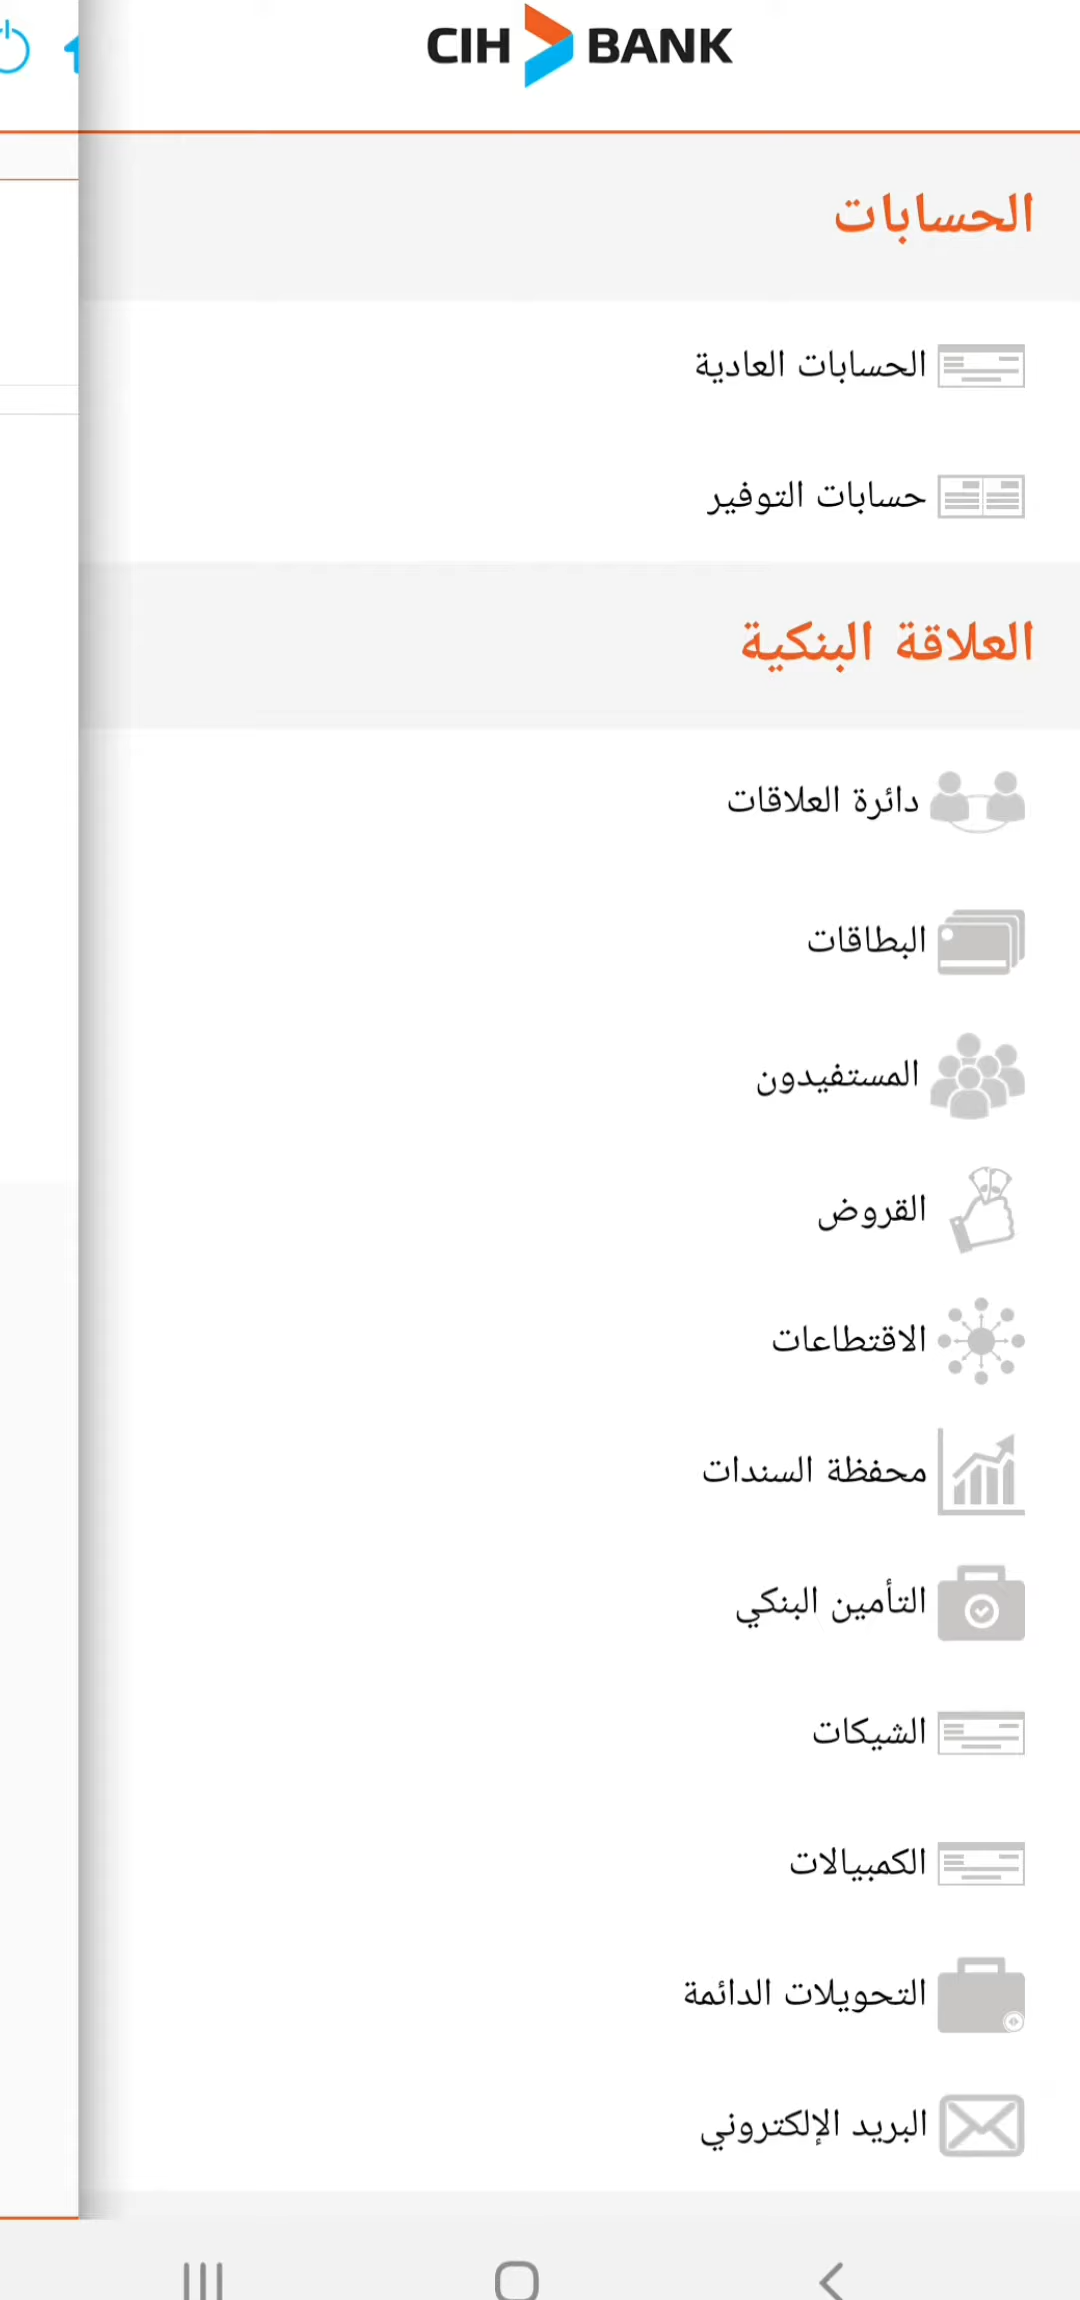 CIH BANK
الحسابات
الحسابات العادية
حسابات التوفير
العلاقة البنكية
دائرة العلاقات
البطاقات
المستفيدون
القروض
الاقتطاعات
محفظة السندات
التأمين البنكي
الشيكات
الكمبيالات
التحويلات الدائمة
البريد الإلكتروني